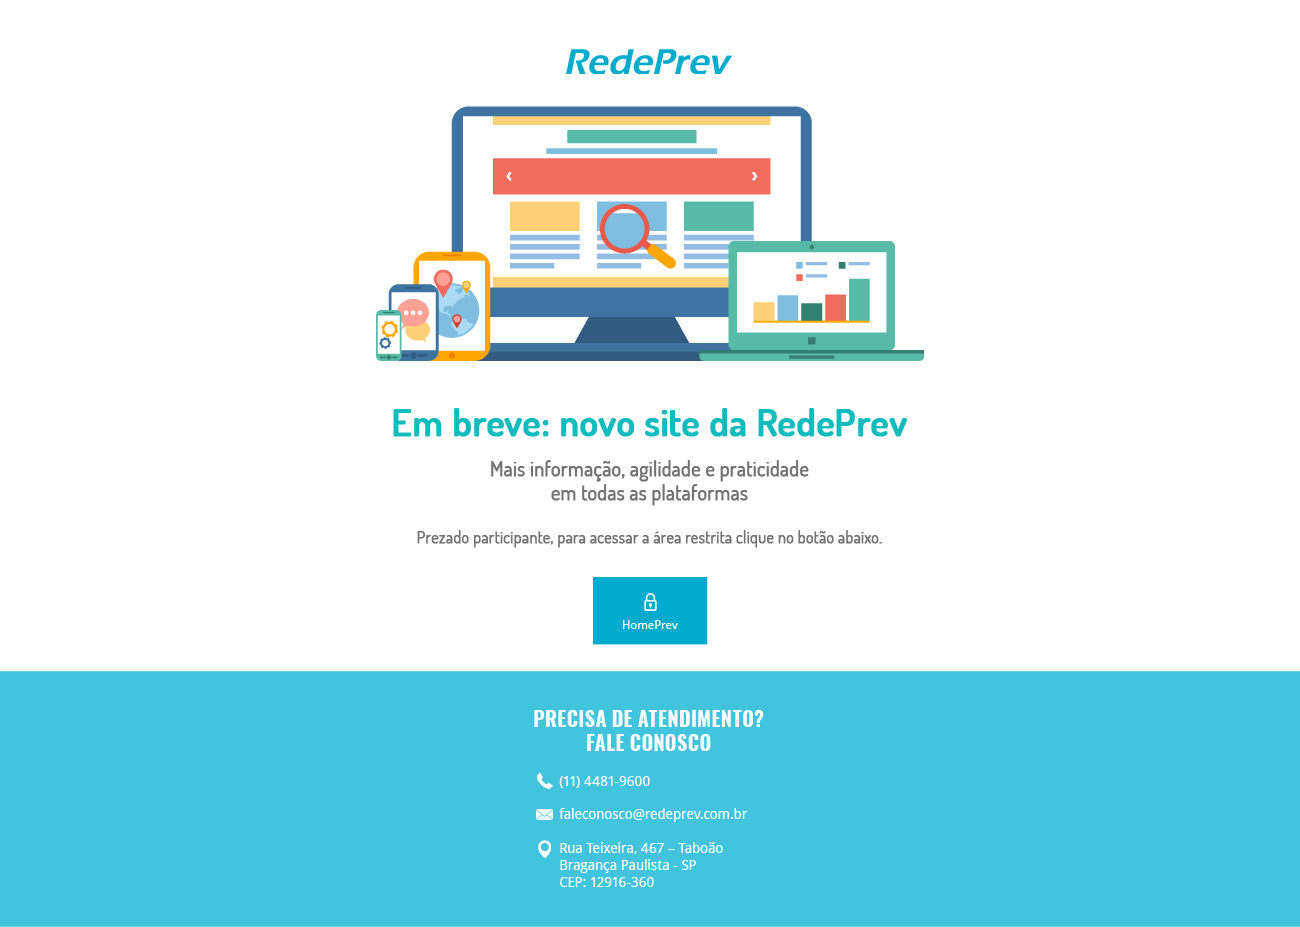 RedePrev
Em breve: novo site da RedePrev
Mais informação, agilidade e praticidade
em todas as plataformas
Prezado participante, para acessar a área restrita clique no botão abaixo.
HomePrev
PRECISA DE ATENDIMENTO?
FALE CONOSCO
(11) 4481-9600
faleconosco@redeprev.com.br
Rua Teixeira, 467 – Taboão
Bragança Paulista - SP
CEP: 12916-360